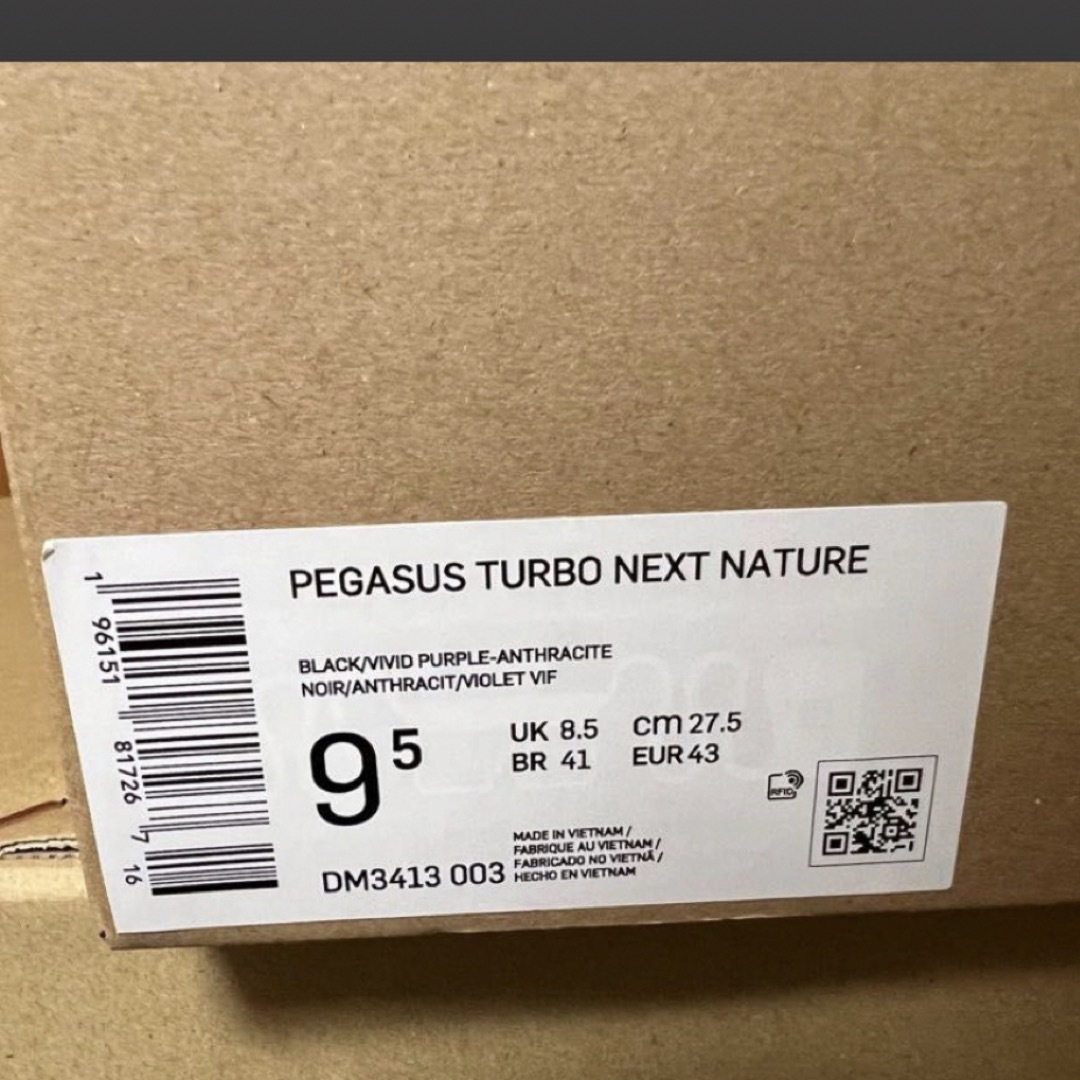 PEGASUS TURBO NEXT NATURE
BLACK/VIVID PURPLE-ANTHRACITE
NOIR/ANTHRACIT/VIOLET VIF
9⁵
UK 8.5 cm 27.5
BR 41 EUR 43
RFID
MADE IN VIETNAM /
FABRIQUE AU VIETNAM /
FABRICADO NO VIETNÃ /
HECHO EN VIETNAM
DM3413 003
1 96151 81726 7 16